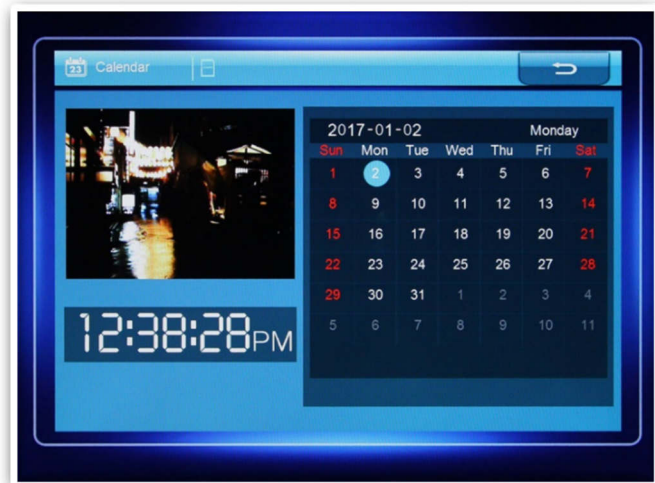 23 Calendar
2017-01-02 Monday
Sun Mon Tue Wed Thu Fri Sat
1 2 3 4 5 6 7
8 9 10 11 12 13 14
15 16 17 18 19 20 21
22 23 24 25 26 27 28
29 30 31 1 2 3 4
5 6 7 8 9 10 11
12:38:28PM